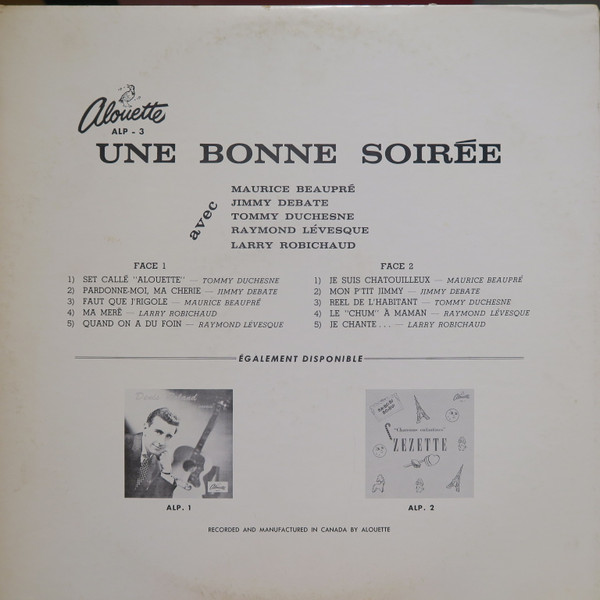 Alouette
ALP - 3
UNE BONNE SOIRÉE
avec
MAURICE BEAUPRÉ
JIMMY DEBATE
TOMMY DUCHESNE
RAYMOND LÉVESQUE
LARRY ROBICHAUD
FACE 1
1) SET CALLÉ "ALOUETTE" — TOMMY DUCHESNE
2) PARDONNE-MOI, MA CHERIE — JIMMY DEBATE
3) FAUT QUE J'RIGOLE — MAURICE BEAUPRÉ
4) MA MERÉ — LARRY ROBICHAUD
5) QUAND ON A DU FOIN — RAYMOND LÉVESQUE
FACE 2
1) JE SUIS CHATOUILLEUX — MAURICE BEAUPRÉ
2) MON P'TIT JIMMY — JIMMY DEBATE
3) REEL DE L'HABITANT — TOMMY DUCHESNE
4) LE "CHUM" À MAMAN — RAYMOND LÉVESQUE
5) JE CHANTE . . . — LARRY ROBICHAUD
ÉGALEMENT DISPONIBLE
ZEZETTE
ALP. 1
ALP. 2
RECORDED AND MANUFACTURED IN CANADA BY ALOUETTE